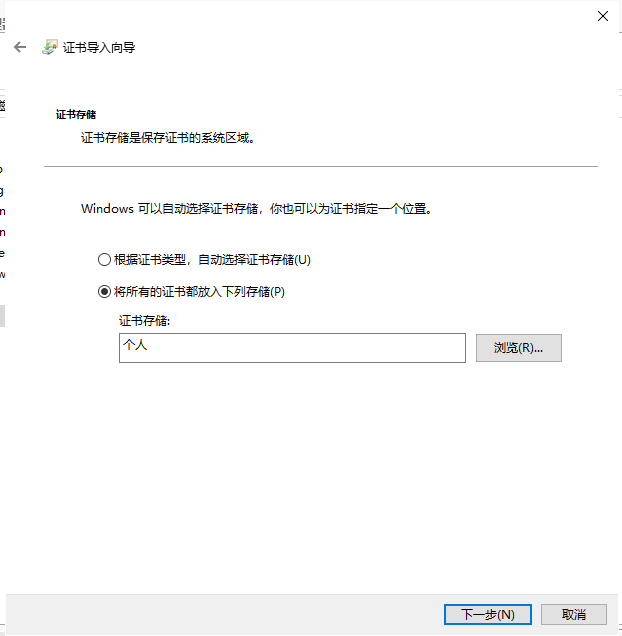 证书导入向导
证书存储
证书存储是保存证书的系统区域。
Windows 可以自动选择证书存储，你也可以为证书指定一个位置。
根据证书类型，自动选择证书存储(U)
将所有的证书都放入下列存储(P)
证书存储:
个人
浏览(R)...
下一步(N)
取消